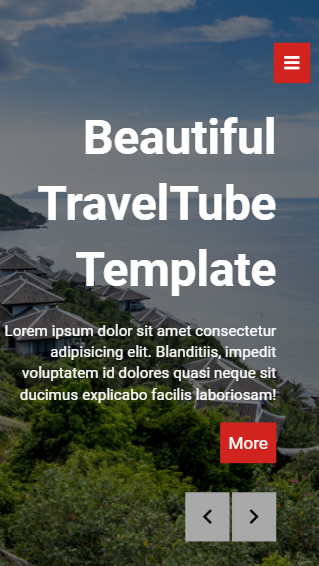 Beautiful
TravelTube
Template
Lorem ipsum dolor sit amet consectetur
adipisicing elit. Blanditiis, impedit
voluptatem id dolores quasi neque sit
ducimus explicabo facilis laboriosam!
More